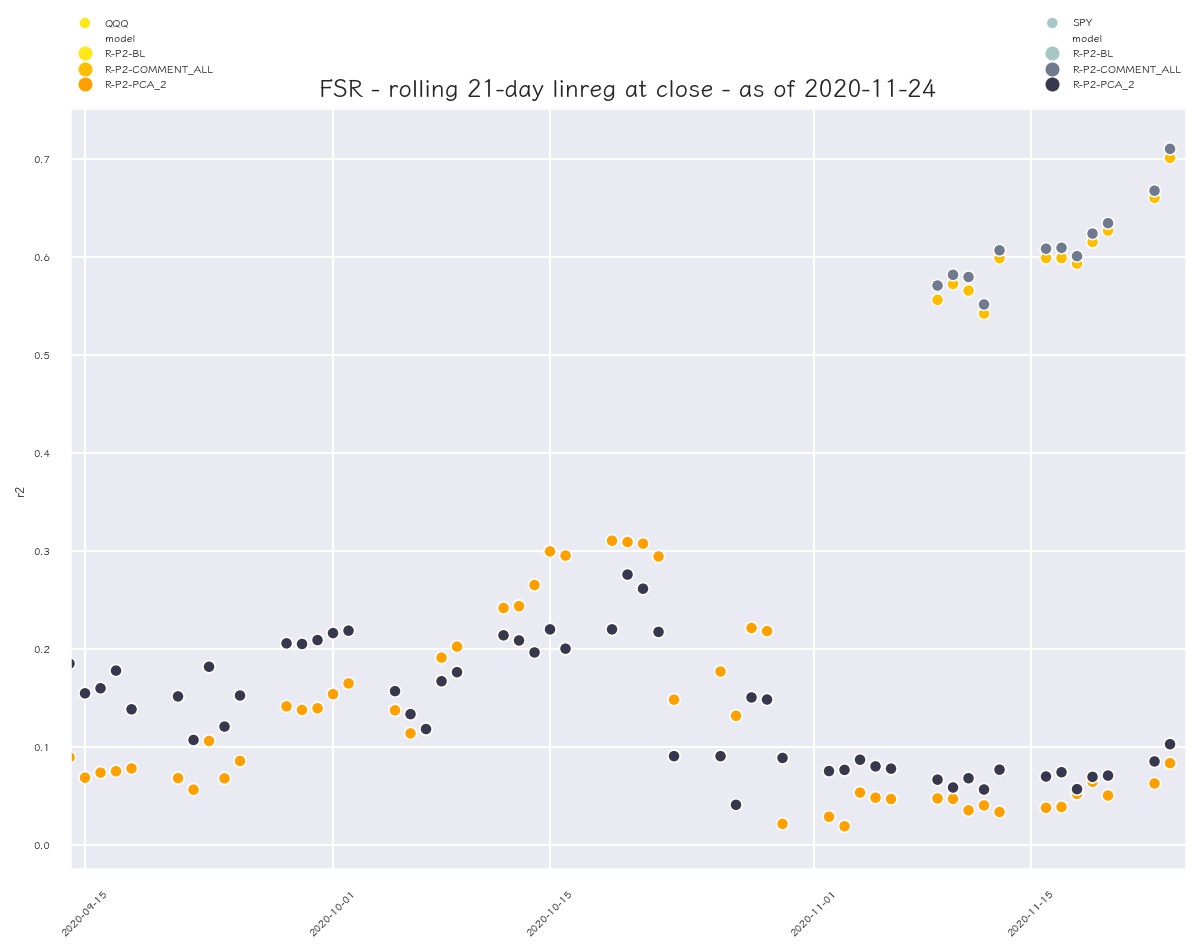 QQQ
model
R-P2-BL
R-P2-COMMENT_ALL
R-P2-PCA_2
SPY
model
R-P2-BL
R-P2-COMMENT_ALL
R-P2-PCA_2
FSR - rolling 21-day linreg at close - as of 2020-11-24
0.7
0.6
0.5
0.4
0.3
0.2
0.1
0.0
r2
2020-09-15
2020-10-01
2020-10-15
2020-11-01
2020-11-15